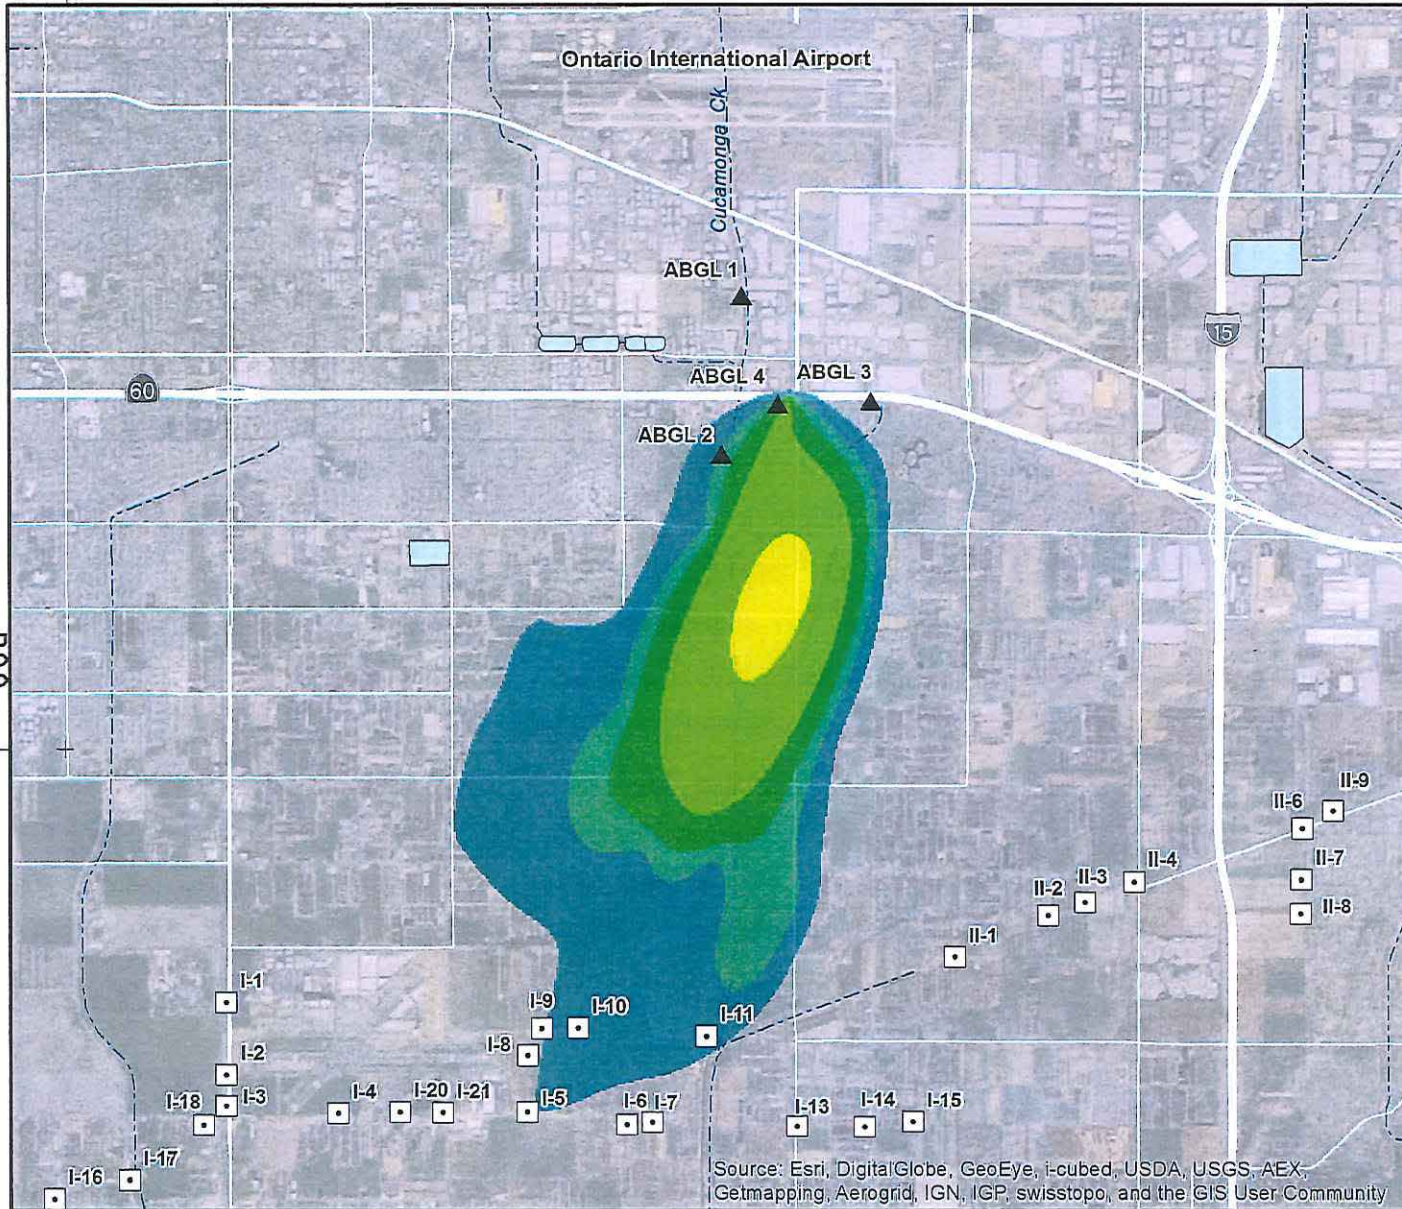 Ontario International Airport
Cucamonga Ck
ABGL 1
15
ABGL 4
ABGL 3
60
ABGL 2
II-9
II-6
II-4
II-7
II-3
II-2
II-8
II-1
I-1
I-9
I-10
I-11
I-8
I-2
I-18
I-3
I-4
I-20
I-21
I-5
I-6
I-7
I-13
I-14
I-15
I-17
I-16
Source: Esri, DigitalGlobe, GeoEye, i-cubed, USDA, USGS, AEX,
Getmapping, Aerogrid, IGN, IGP, swisstopo, and the GIS User Community